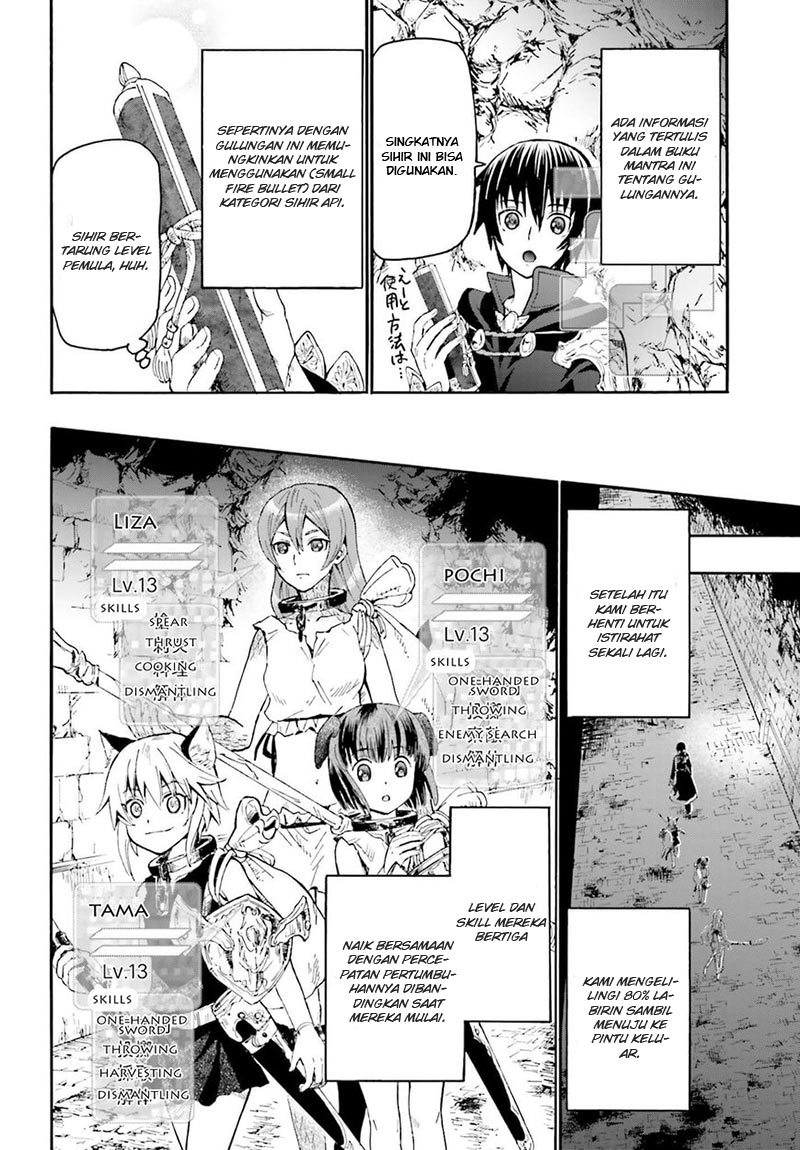 ADA INFORMASI
YANG TERTULIS
DALAM BUKU
MANTRA INI
TENTANG GU-
LUNGANNYA.
SINGKATNYA
SIHIR INI BISA
DIGUNAKAN.
えーと
使用方法は…
SEPERTINYA DENGAN
GULUNGAN INI MEMU-
NGKINKAN UNTUK
MENGGUNAKAN (SMALL
FIRE BULLET) DARI
KATEGORI SIHIR API.
SIHIR BER-
TARUNG LEVEL
PEMULA, HUH.
SETELAH ITU
KAMI BER-
HENTI UNTUK
ISTIRAHAT
SEKALI LAGI.
KAMI MENGELI-
LINGI 80% LA-
BIRIN SAMBIL
MENUJU KE
PINTU KELU-
AR.
LIZA
LV.13
SKILLS
SPEAR
THRUST
COOKING
DISMANTLING
POCHI
LV.13
SKILLS
ONE-HANDED
SWORD
THROWING
ENEMY SEARCH
DISMANTLING
TAMA
LV.13
SKILLS
ONE-HANDED
SWORD
THROWING
HARVESTING
DISMANTLING
LEVEL DAN
SKILL MEREKA
BERTIGA
NAIK BERSAMAAN
DENGAN PERCE-
PATAN PERTUMBU-
HANNYA DIBAN-
DINGKAN SAAT
MEREKA MULAI.